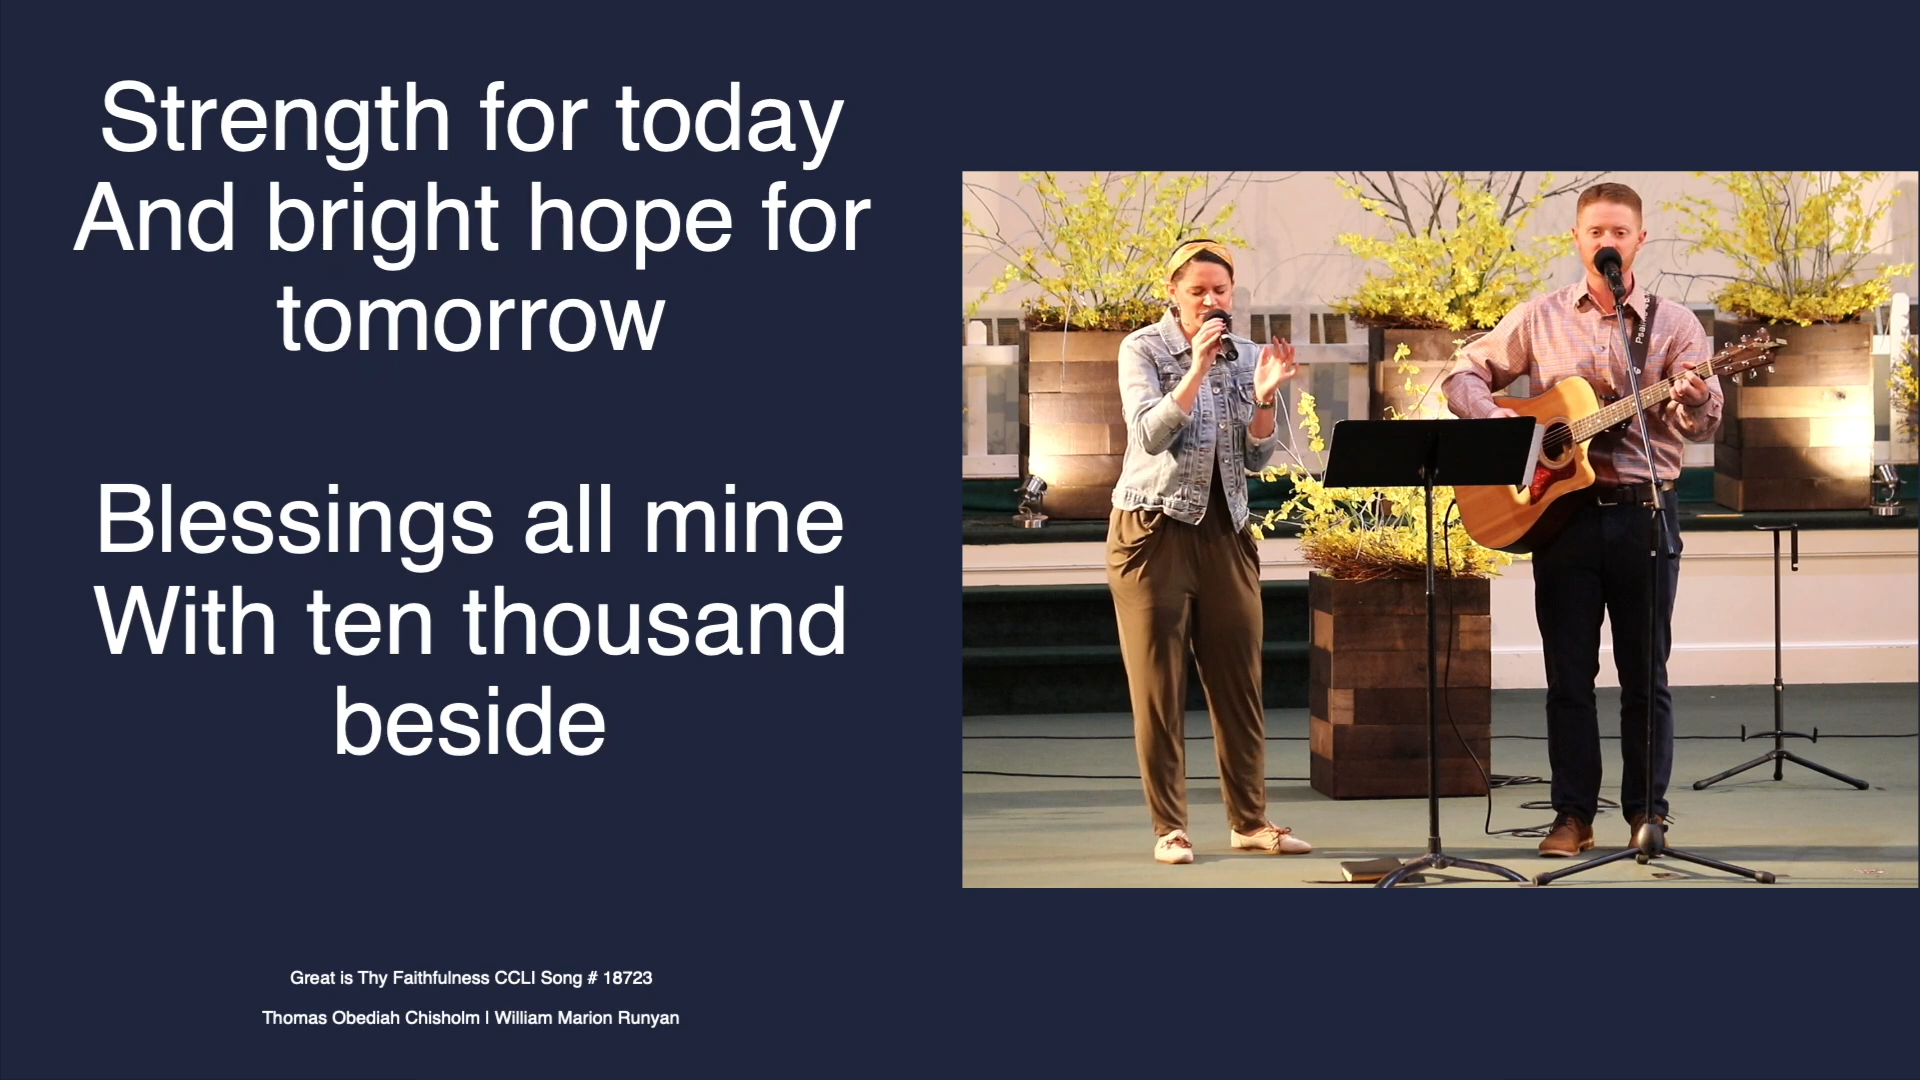 Strength for today
And bright hope for
tomorrow
Blessings all mine
With ten thousand
beside
Great is Thy Faithfulness CCLI Song # 18723
Thomas Obediah Chisholm | William Marion Runyan